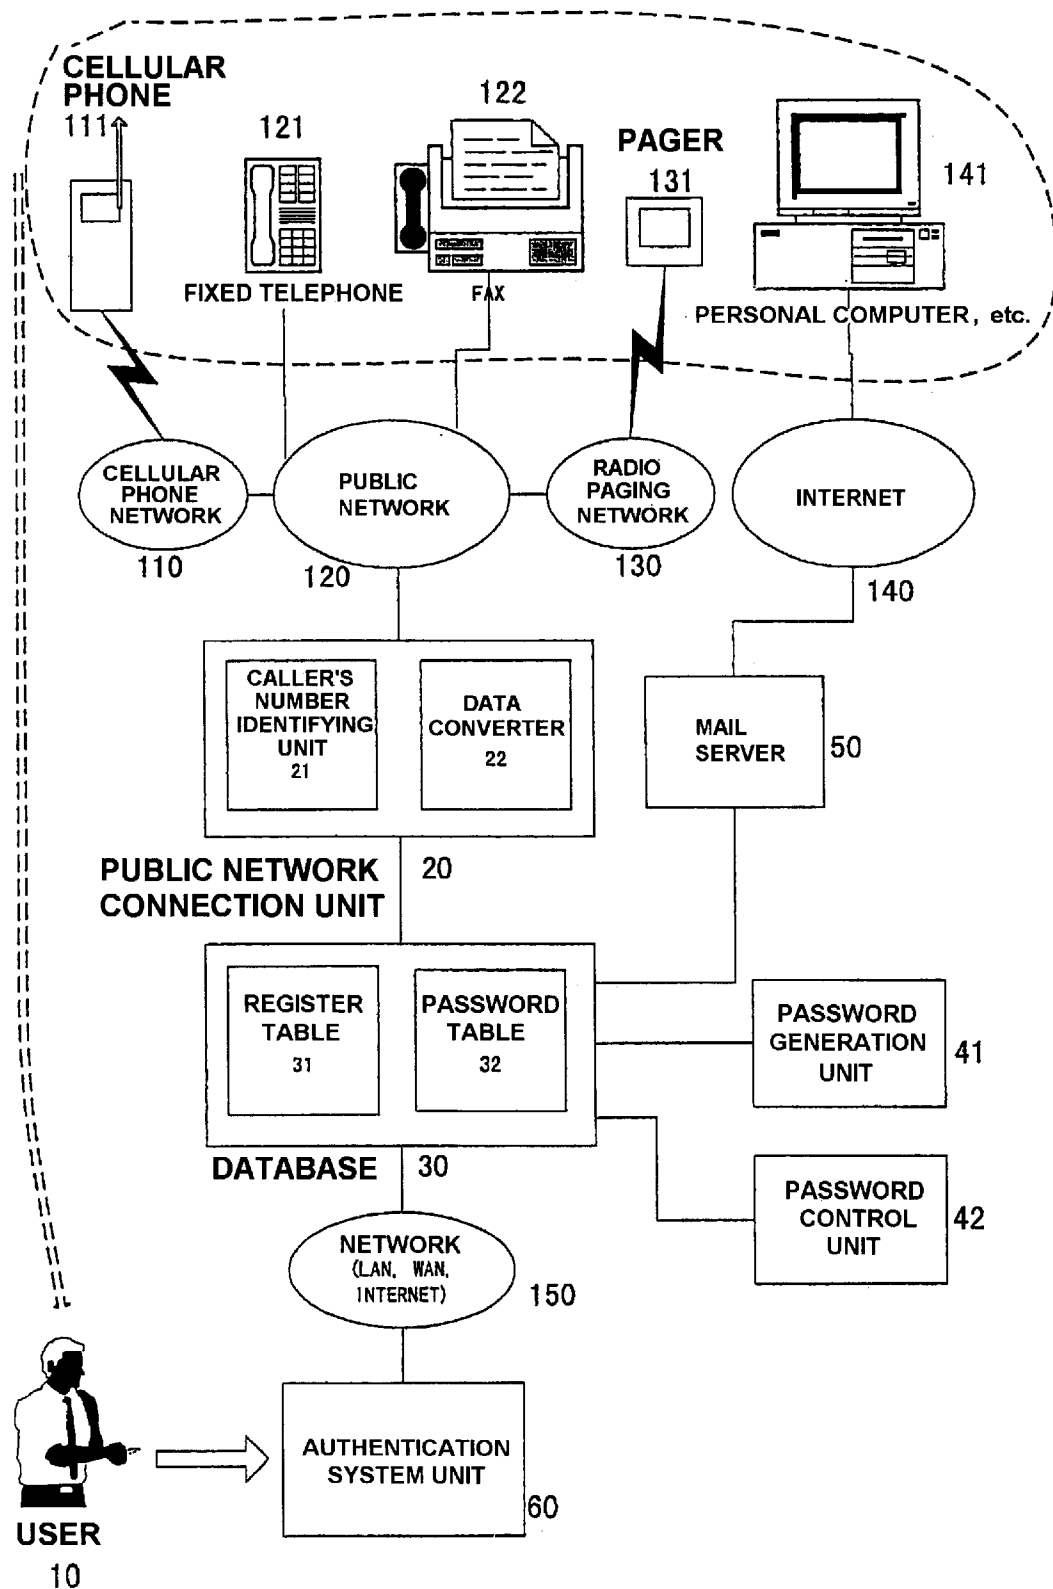 CELLULAR
PHONE
111
121
122
PAGER
131
141
FIXED TELEPHONE
FAX
PERSONAL COMPUTER, etc.
CELLULAR
PHONE
NETWORK
110
PUBLIC
NETWORK
120
RADIO
PAGING
NETWORK
130
INTERNET
140
CALLER'S
NUMBER
IDENTIFYING
UNIT
21
DATA
CONVERTER
22
MAIL
SERVER
50
PUBLIC NETWORK
CONNECTION UNIT
20
REGISTER
TABLE
31
PASSWORD
TABLE
32
PASSWORD
GENERATION
UNIT
41
DATABASE
30
PASSWORD
CONTROL
UNIT
42
NETWORK
(LAN, WAN,
INTERNET)
150
AUTHENTICATION
SYSTEM UNIT
60
USER
10